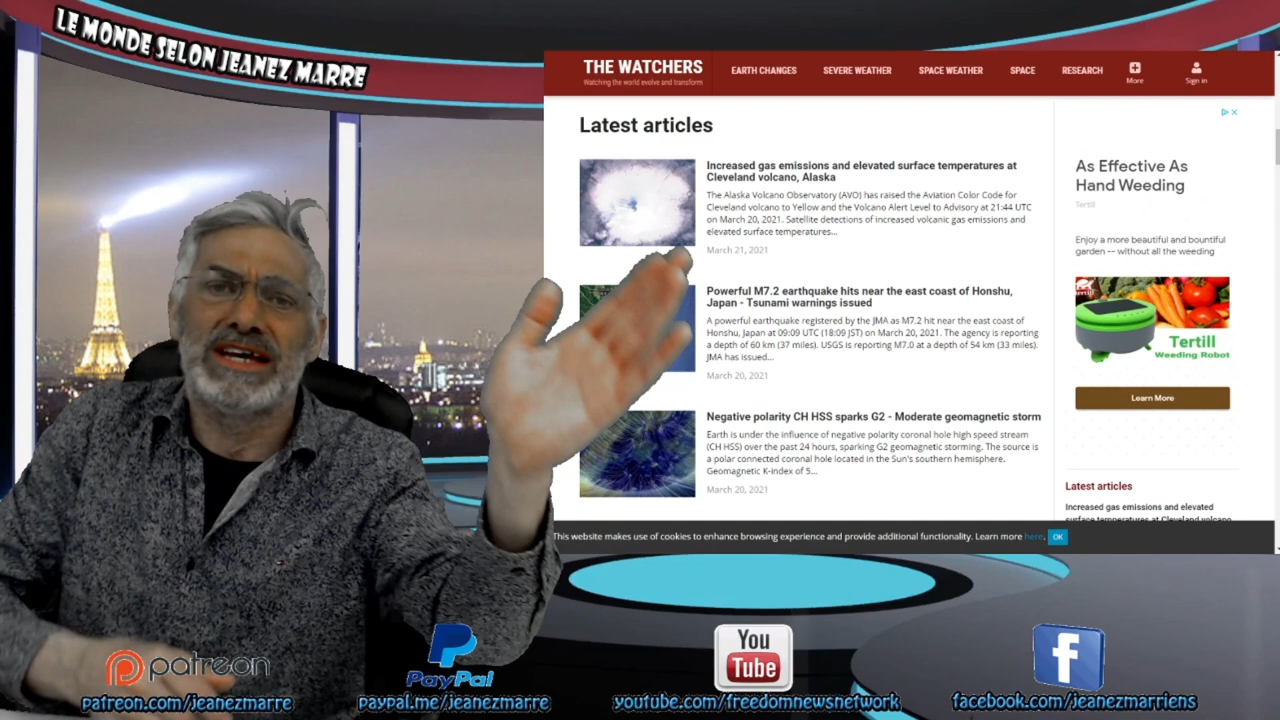 LE MONDE SELON JEANEZ MARRE
THE WATCHERS
Watching the world evolve and transform
EARTH CHANGES
SEVERE WEATHER
SPACE WEATHER
SPACE
RESEARCH
More
Sign in
Latest articles
Increased gas emissions and elevated surface temperatures at
Cleveland volcano, Alaska
The Alaska Volcano Observatory (AVO) has raised the Aviation Color Code for
Cleveland volcano to Yellow and the Volcano Alert Level to Advisory at 21:44 UTC
on March 20, 2021. Satellite detections of increased volcanic gas emissions and
elevated surface temperatures...
March 21, 2021
Powerful M7.2 earthquake hits near the east coast of Honshu,
Japan - Tsunami warnings issued
A powerful earthquake registered by the JMA as M7.2 hit near the east coast of
Honshu, Japan at 09:09 UTC (18:09 JST) on March 20, 2021. The agency is reporting
a depth of 60 km (37 miles). USGS is reporting M7.0 at a depth of 54 km (33 miles).
JMA has issued...
March 20, 2021
Negative polarity CH HSS sparks G2 - Moderate geomagnetic storm
Earth is under the influence of negative polarity coronal hole high speed stream
(CH HSS) over the past 24 hours, sparking G2 geomagnetic storming. The source is
a polar connected coronal hole located in the Sun's southern hemisphere.
Geomagnetic K-index of 5...
March 20, 2021
As Effective As
Hand Weeding
Tertill
Enjoy a more beautiful and bountiful
garden -- without all the weeding
Tertill
Tertill
Weeding Robot
Learn More
Latest articles
Increased gas emissions and elevated
surface temperatures at Cleveland volcano
This website makes use of cookies to enhance browsing experience and provide additional functionality. Learn more here. OK
patreon
PayPal
You
Tube
f
patreon.com/jeanezmarre
paypal.me/jeanezmarre
youtube.com/freedomnewsnetwork
facebook.com/jeanezmarriens